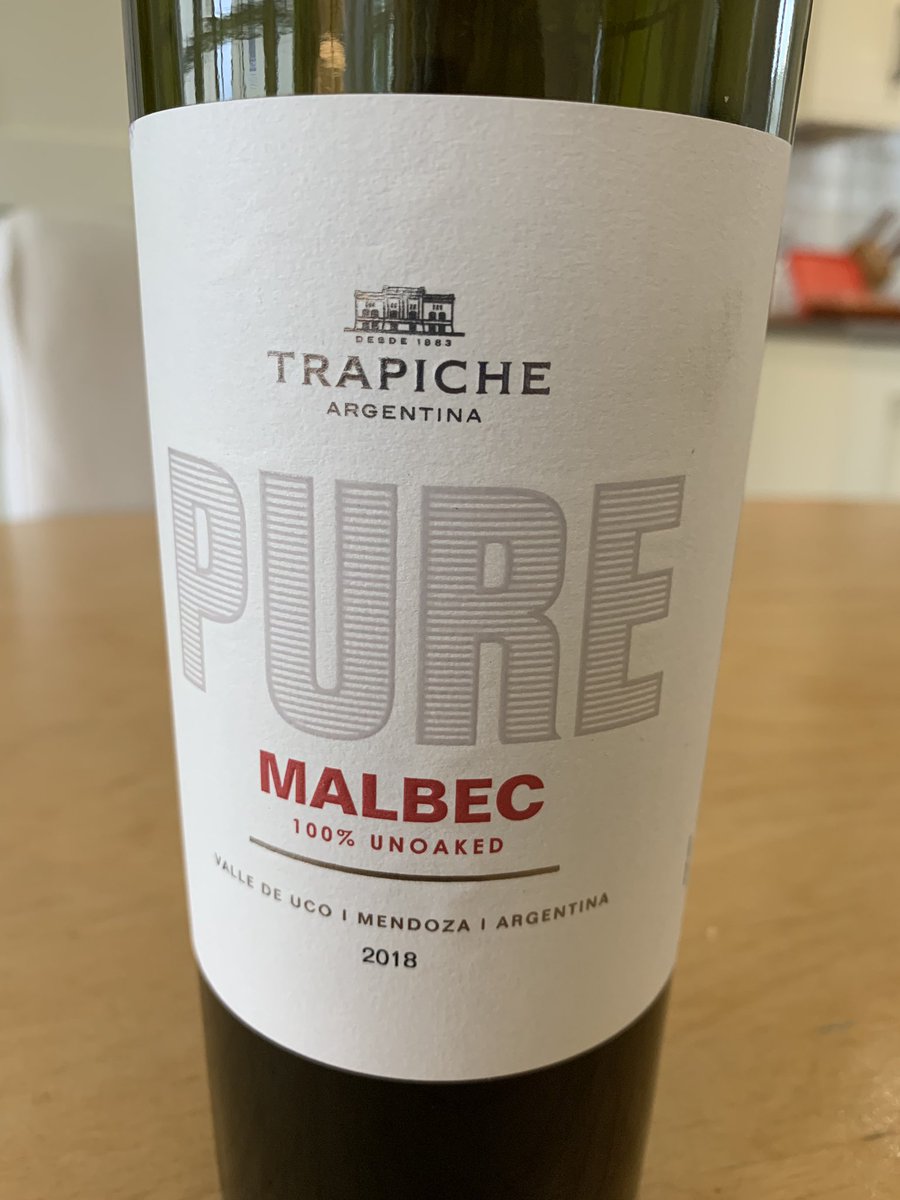 DESDE 1883
TRAPICHE
ARGENTINA
PURE
MALBEC
100% UNOAKED
VALLE DE UCO | MENDOZA | ARGENTINA
2018